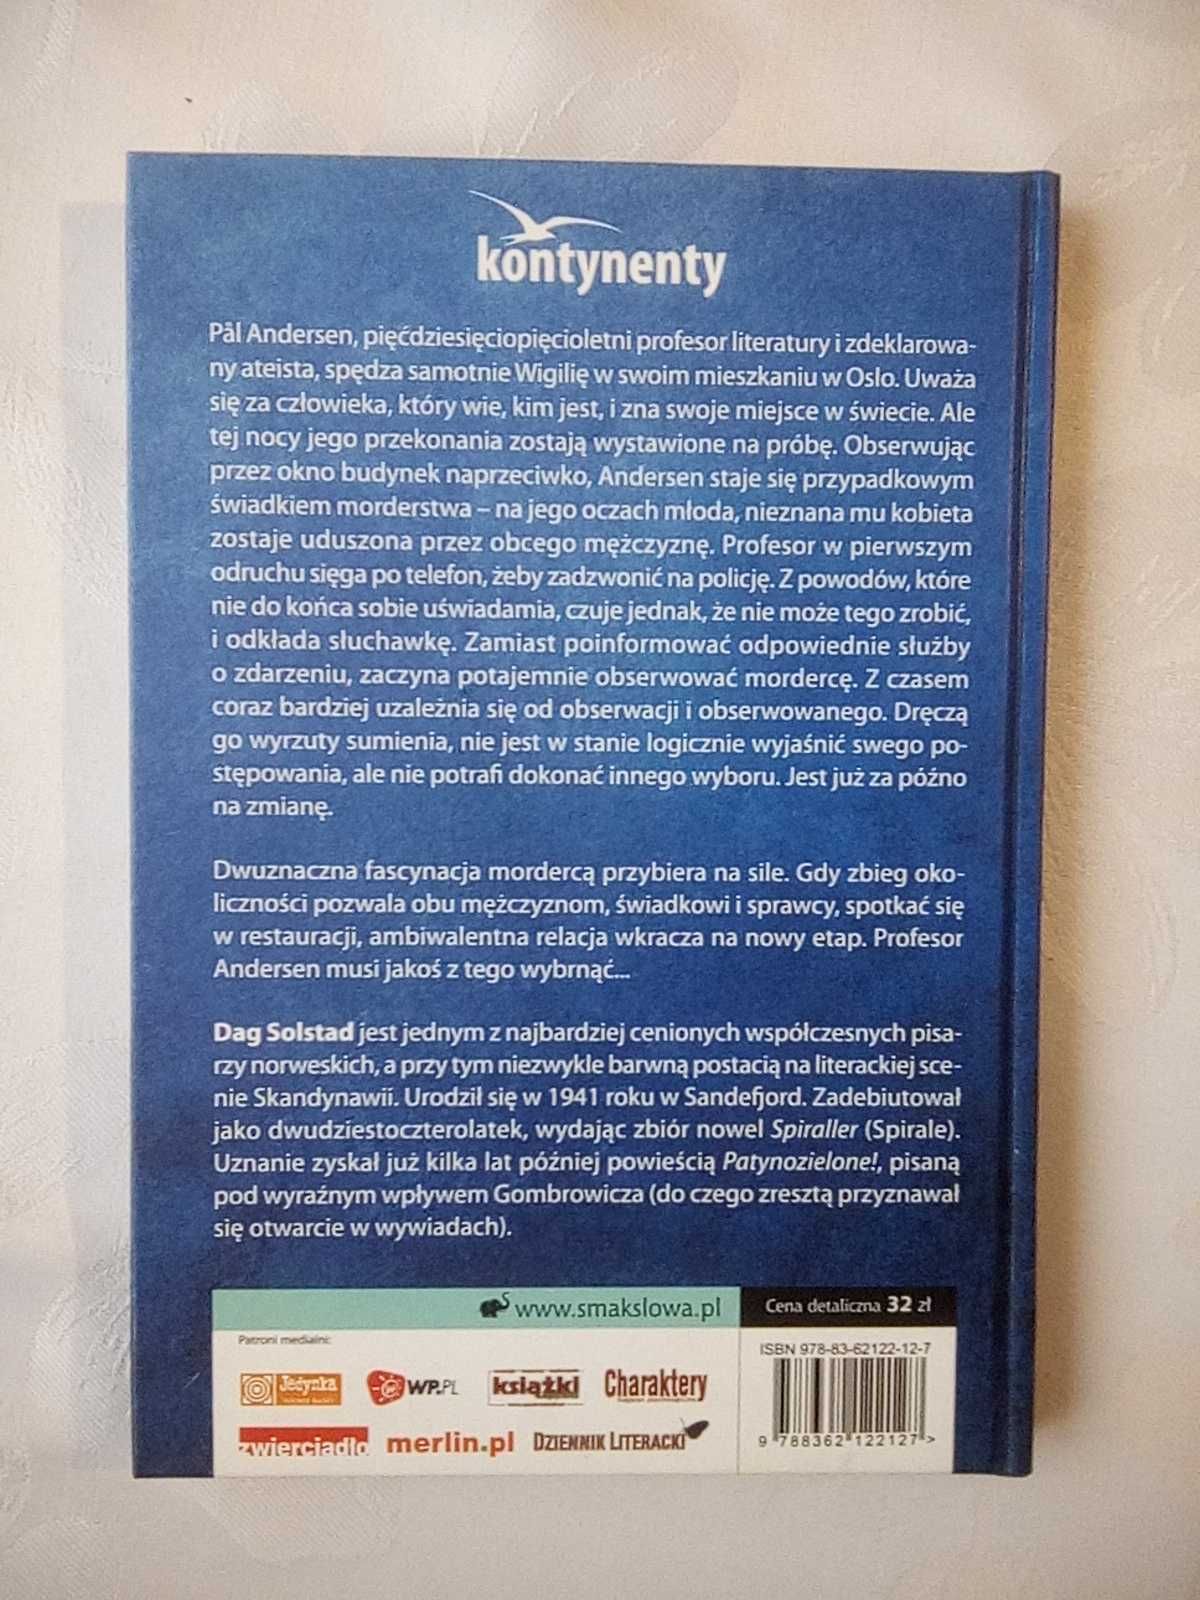 kontynenty
Pål Andersen, pięćdziesięciopięcioletni profesor literatury i zdeklarowa-
ny ateista, spędza samotnie Wigilię w swoim mieszkaniu w Oslo. Uważa
się za człowieka, który wie, kim jest, i zna swoje miejsce w świecie. Ale
tej nocy jego przekonania zostają wystawione na próbę. Obserwując
przez okno budynek naprzeciwko, Andersen staje się przypadkowym
świadkiem morderstwa – na jego oczach młoda, nieznana mu kobieta
zostaje uduszona przez obcego mężczyznę. Profesor w pierwszym
odruchu sięga po telefon, żeby zadzwonić na policję. Z powodów, które
nie do końca sobie uświadamia, czuje jednak, że nie może tego zrobić,
i odkłada słuchawkę. Zamiast poinformować odpowiednie służby
o zdarzeniu, zaczyna potajemnie obserwować mordercę. Z czasem
coraz bardziej uzależnia się od obserwacji i obserwowanego. Dręczą
go wyrzuty sumienia, nie jest w stanie logicznie wyjaśnić swego po-
stępowania, ale nie potrafi dokonać innego wyboru. Jest już za późno
na zmianę.
Dwuznaczna fascynacja mordercą przybiera na sile. Gdy zbieg oko-
liczności pozwala obu mężczyznom, świadkowi i sprawcy, spotkać się
w restauracji, ambiwalentna relacja wkracza na nowy etap. Profesor
Andersen musi jakoś z tego wybrnąć...
Dag Solstad jest jednym z najbardziej cenionych współczesnych pisa-
rzy norweskich, a przy tym niezwykle barwną postacią na literackiej sce-
nie Skandynawii. Urodził się w 1941 roku w Sandefjord. Zadebiutował
jako dwudziestoczterolatek, wydając zbiór nowel Spiraller (Spirale).
Uznanie zyskał już kilka lat później powieścią Patynozielone!, pisaną
pod wyraźnym wpływem Gombrowicza (do czego zresztą przyznawał
się otwarcie w wywiadach).
www.smakslowa.pl
Cena detaliczna 32 zł
Patroni medialni:
ISBN 978-83-62122-12-7
Jedynka
WP.PL
książki
Charaktery
zwierciadło
merlin.pl
DZIENNIK LITERACKI
9 788362 122127 >